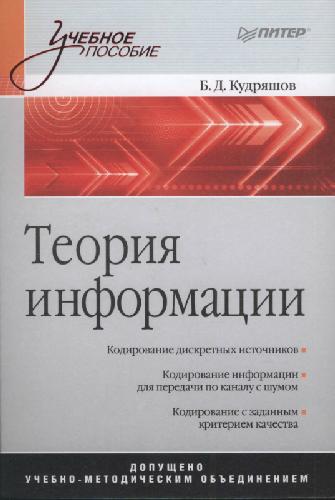 Учебное
пособие
ПИТЕР®
Б. Д. Кудряшов
Теория
информации
Кодирование дискретных источников
Кодирование информации
для передачи по каналу с шумом
Кодирование с заданным
критерием качества
ДОПУЩЕНО
УЧЕБНО-МЕТОДИЧЕСКИМ ОБЪЕДИНЕНИЕМ